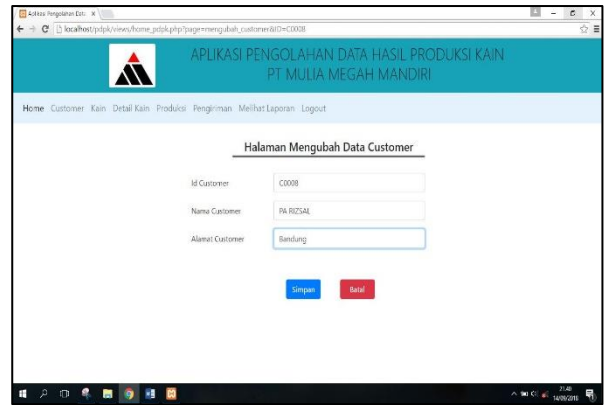 Aplikasi Pengolahan Data
localhost/pdpk/views/home_pdpk.php?page=mengubah_customer&ID=C0008
APLIKASI PENGOLAHAN DATA HASIL PRODUKSI KAIN
PT MULIA MEGAH MANDIRI
Home Customer Kain Detail Kain Produksi Pengiriman Melihat Laporan Logout
Halaman Mengubah Data Customer
Id Customer C0008
Nama Customer PA RIZSAL
Alamat Customer Bandung
Simpan Batal
21.40
14/09/2018